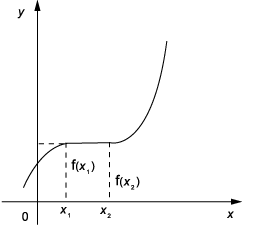 y
f(x₁)
f(x₂)
0 x₁ x₂ x